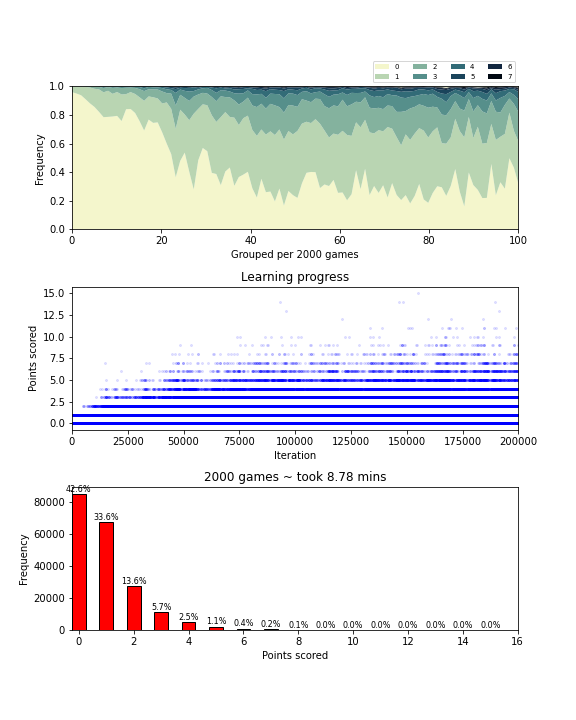 0 2 4 6
1 3 5 7
1.0
0.8
0.6
0.4
0.2
0.0
Frequency
0 20 40 60 80 100
Grouped per 2000 games
Learning progress
15.0
12.5
10.0
7.5
5.0
2.5
0.0
Points scored
0 25000 50000 75000 100000 125000 150000 175000 200000
Iteration
2000 games ~ took 8.78 mins
42.6%
33.6%
13.6%
5.7%
2.5%
1.1%
0.4%
0.2%
0.1%
0.0%
0.0%
0.0%
0.0%
0.0%
0.0%
0.0%
80000
60000
40000
20000
0
Frequency
0 2 4 6 8 10 12 14 16
Points scored